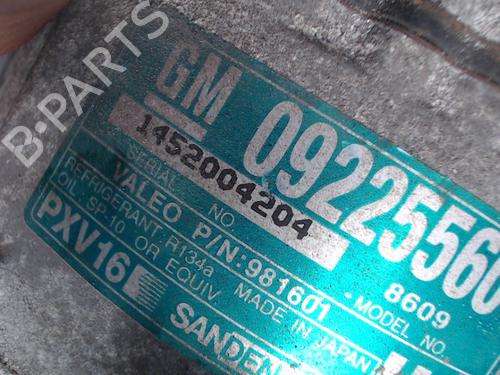 B-PARTS
GM 09225560
1452004204
SERIAL NO. 8609
VALEO P/N:981601 MODEL NO.
REFRIGERANT R134a MADE IN JAPAN
OIL. SP-10 OR EQUIV.
PXV16 SANDEN